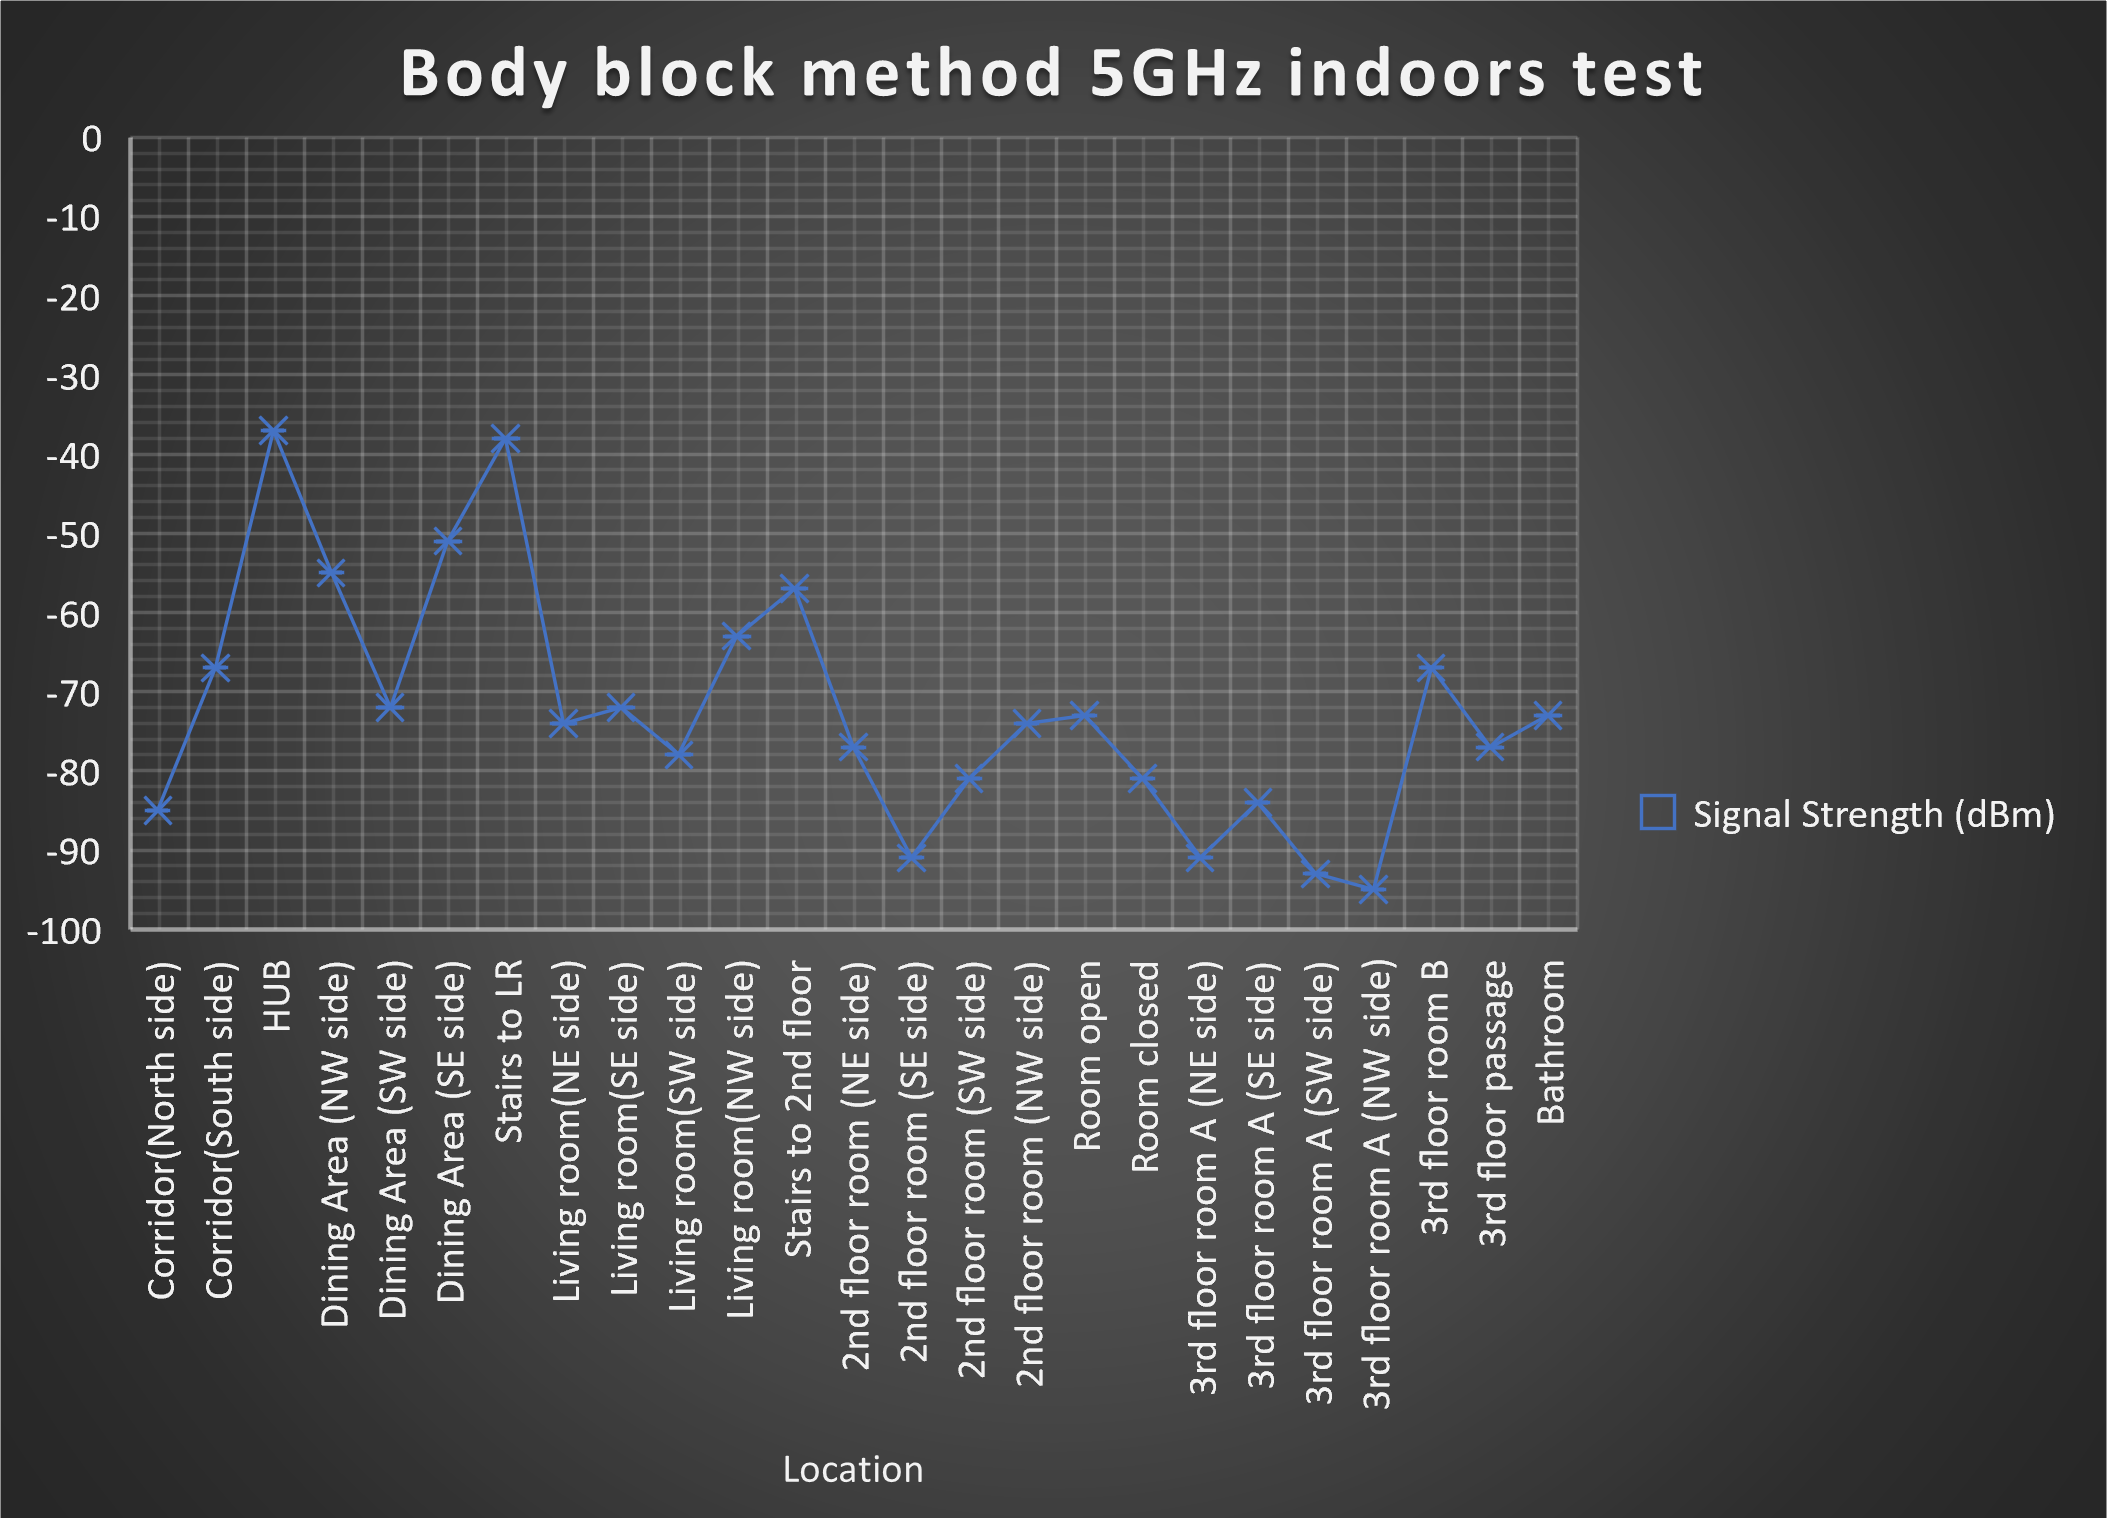 Body block method 5GHz indoors test
0
-10
-20
-30
-40
-50
-60
-70
-80
-90
-100
Corridor(North side)
Corridor(South side)
HUB
Dining Area (NW side)
Dining Area (SW side)
Dining Area (SE side)
Stairs to LR
Living room(NE side)
Living room(SE side)
Living room(SW side)
Living room(NW side)
Stairs to 2nd floor
2nd floor room (NE side)
2nd floor room (SE side)
2nd floor room (SW side)
2nd floor room (NW side)
Room open
Room closed
3rd floor room A (NE side)
3rd floor room A (SE side)
3rd floor room A (SW side)
3rd floor room A (NW side)
3rd floor room B
3rd floor passage
Bathroom
Location
Signal Strength (dBm)